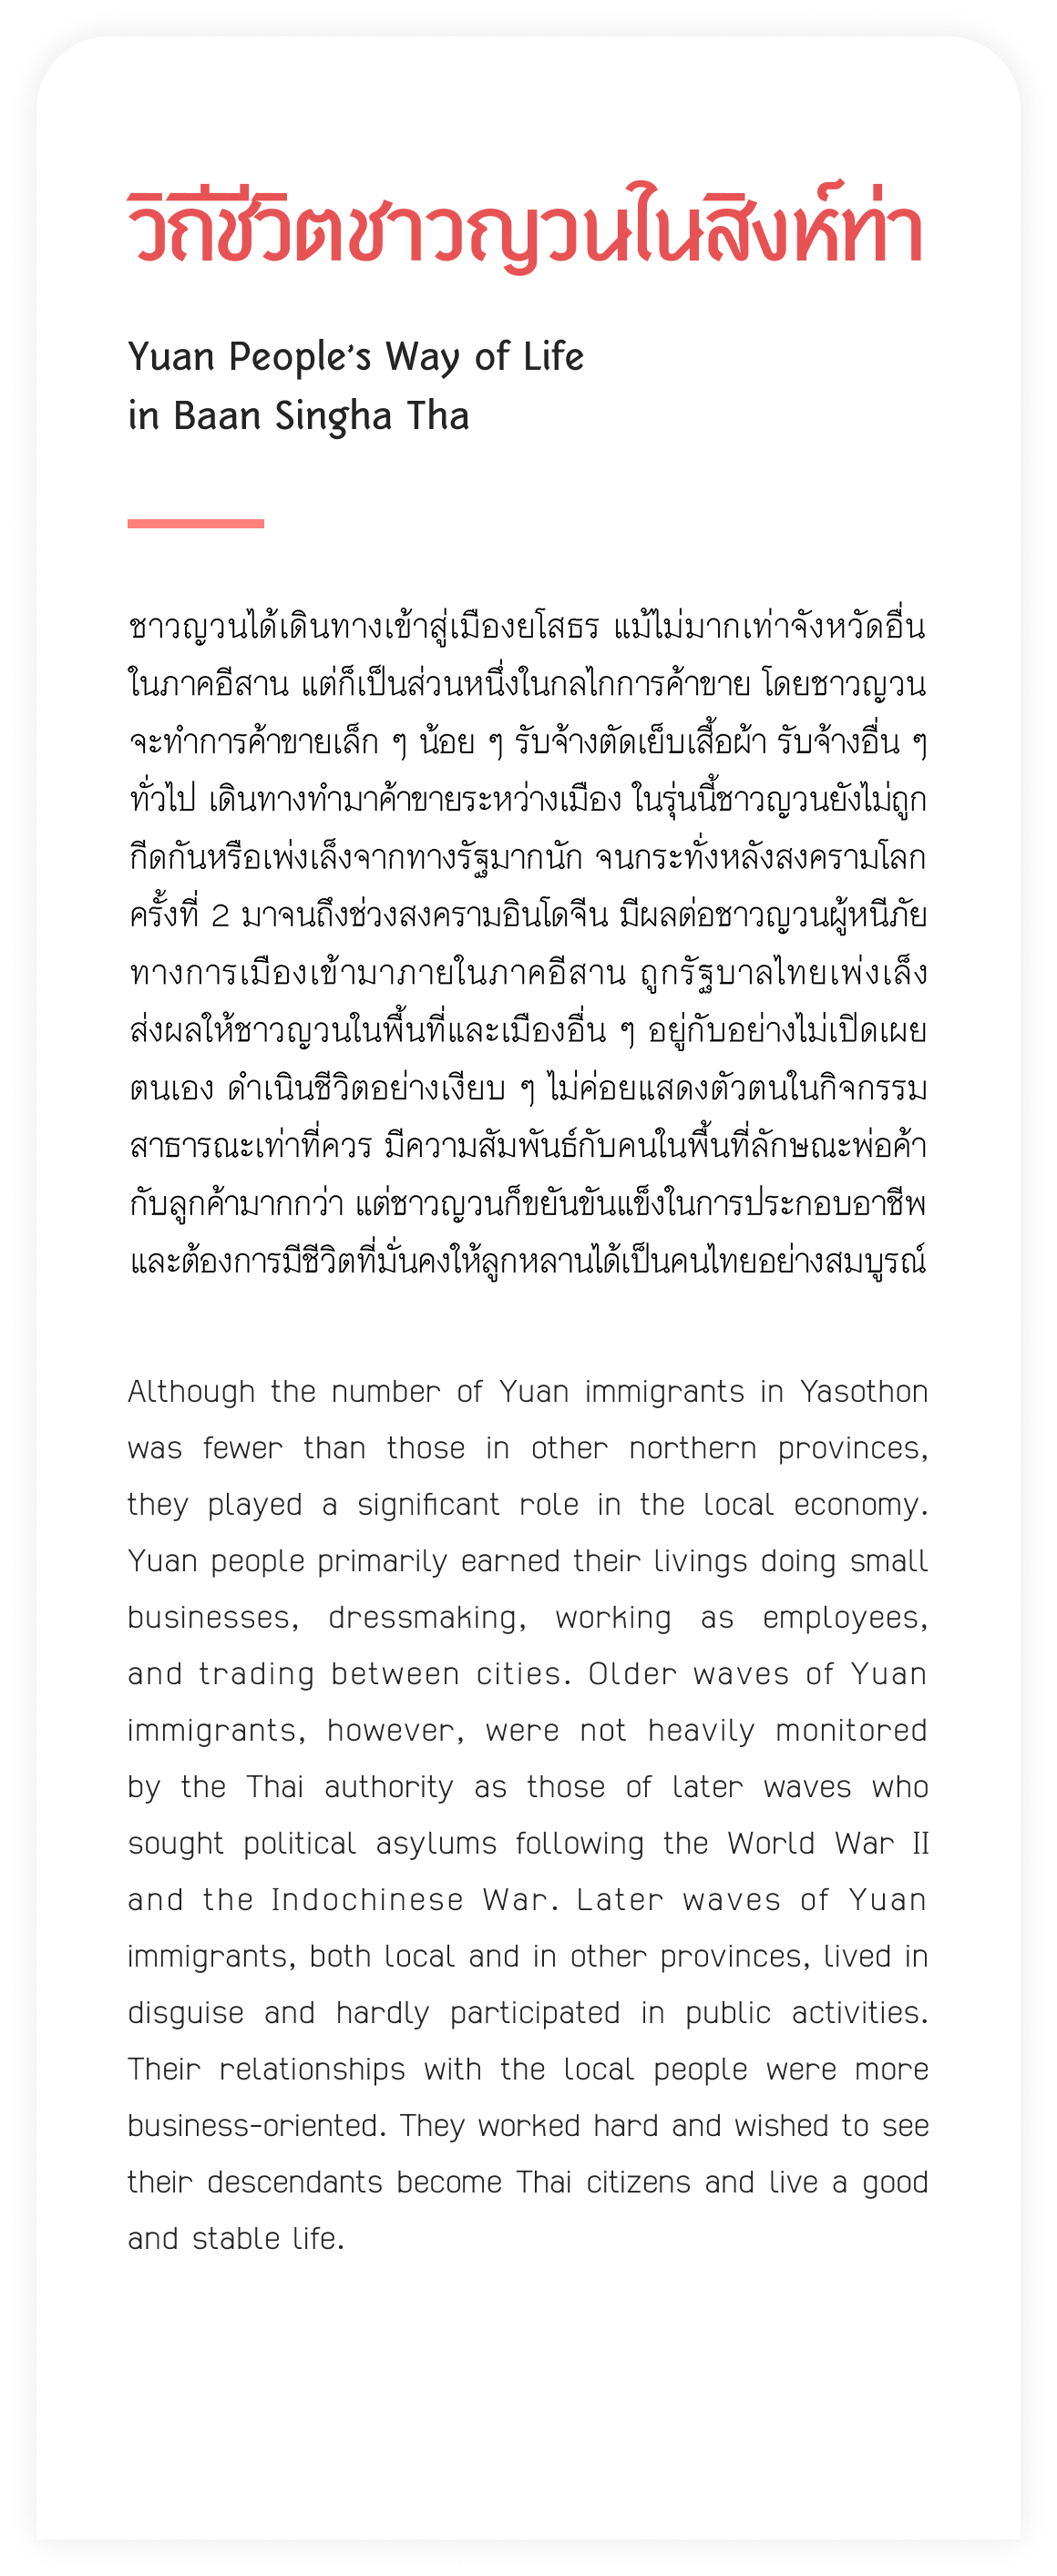 วิถีชีวิตชาวญวนในสิงห์ท่า
Yuan People's Way of Life
in Baan Singha Tha
ชาวญวนได้เดินทางเข้าสู่เมืองยโสธร แม้ไม่มากเท่าจังหวัดอื่น
ในภาคอีสาน แต่ก็เป็นส่วนหนึ่งในกลไกการค้าขาย โดยชาวญวน
จะทำการค้าขายเล็ก ๆ น้อย ๆ รับจ้างตัดเย็บเสื้อผ้า รับจ้างอื่น ๆ
ทั่วไป เดินทางทำมาค้าขายระหว่างเมือง ในรุ่นนี้ชาวญวนยังไม่ถูก
กีดกันหรือเพ่งเล็งจากทางรัฐมากนัก จนกระทั่งหลังสงครามโลก
ครั้งที่ 2 มาจนถึงช่วงสงครามอินโดจีน มีผลต่อชาวญวนผู้หนีภัย
ทางการเมืองเข้ามาภายในภาคอีสาน ถูกรัฐบาลไทยเพ่งเล็ง
ส่งผลให้ชาวญวนในพื้นที่และเมืองอื่น ๆ อยู่กับอย่างไม่เปิดเผย
ตนเอง ดำเนินชีวิตอย่างเงียบ ๆ ไม่ค่อยแสดงตัวตนในกิจกรรม
สาธารณะเท่าที่ควร มีความสัมพันธ์กับคนในพื้นที่ลักษณะพ่อค้า
กับลูกค้ามากกว่า แต่ชาวญวนก็ขยันขันแข็งในการประกอบอาชีพ
และต้องการมีชีวิตที่มั่นคงให้ลูกหลานได้เป็นคนไทยอย่างสมบูรณ์
Although the number of Yuan immigrants in Yasothon
was fewer than those in other northern provinces,
they played a significant role in the local economy.
Yuan people primarily earned their livings doing small
businesses, dressmaking, working as employees,
and trading between cities. Older waves of Yuan
immigrants, however, were not heavily monitored
by the Thai authority as those of later waves who
sought political asylums following the World War II
and the Indochinese War. Later waves of Yuan
immigrants, both local and in other provinces, lived in
disguise and hardly participated in public activities.
Their relationships with the local people were more
business-oriented. They worked hard and wished to see
their descendants become Thai citizens and live a good
and stable life.